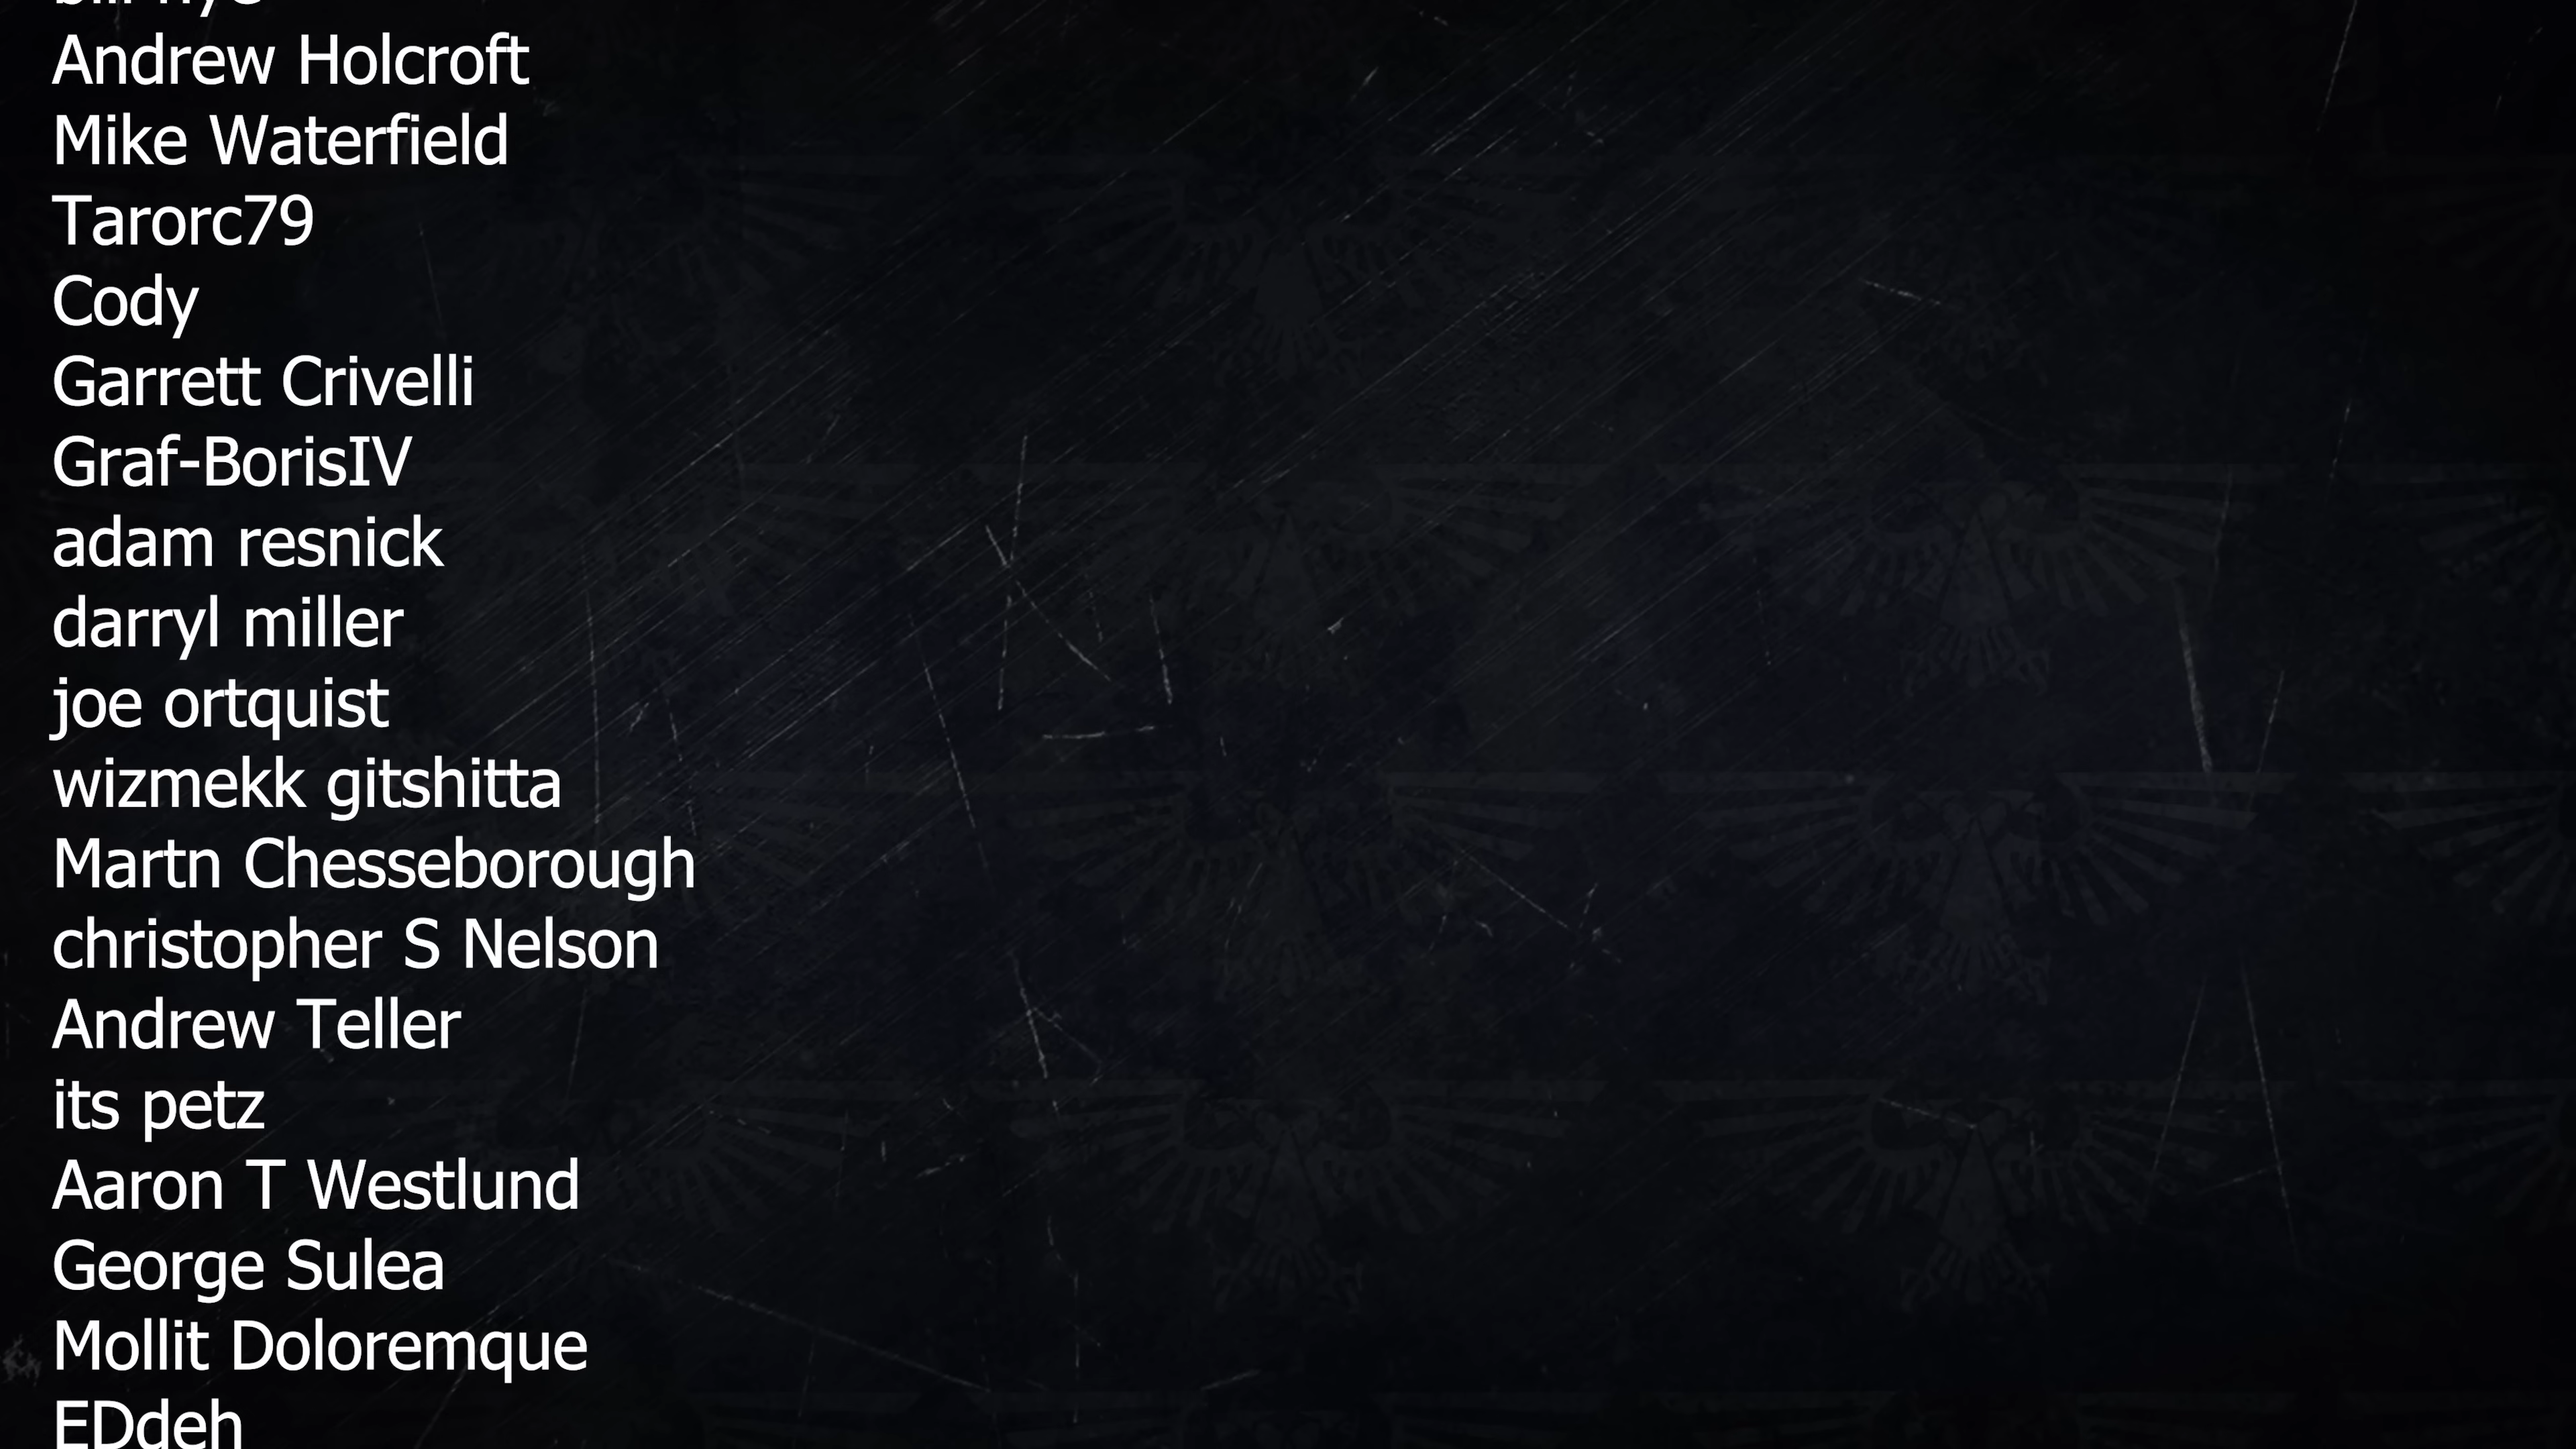 Andrew Holcroft
Mike Waterfield
Tarorc79
Cody
Garrett Crivelli
Graf-BorisIV
adam resnick
darryl miller
joe ortquist
wizmekk gitshitta
Martn Chesseborough
christopher S Nelson
Andrew Teller
its petz
Aaron T Westlund
George Sulea
Mollit Doloremque
EDdeh